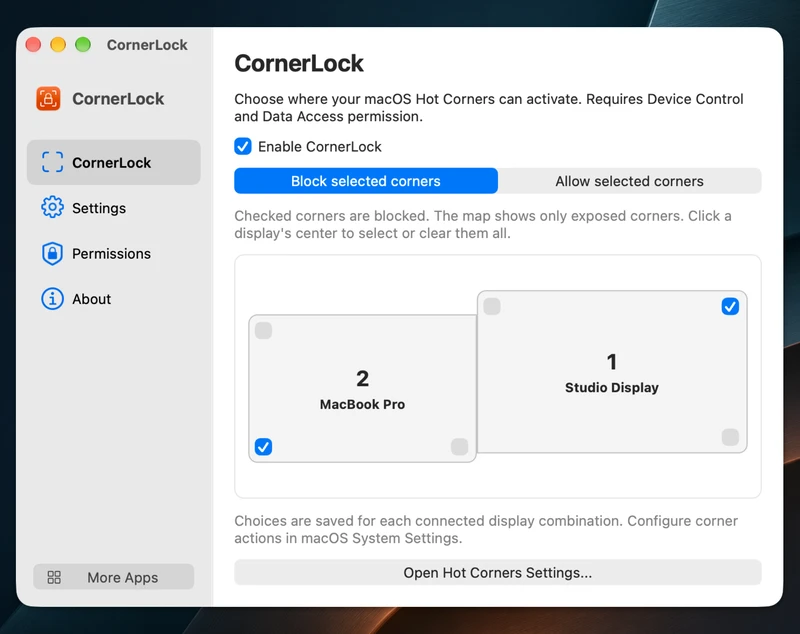 CornerLock
CornerLock
CornerLock
Settings
Permissions
About
More Apps
CornerLock
Choose where your macOS Hot Corners can activate. Requires Device Control
and Data Access permission.
Enable CornerLock
Block selected corners
Allow selected corners
Checked corners are blocked. The map shows only exposed corners. Click a
display's center to select or clear them all.
2
MacBook Pro
1
Studio Display
Choices are saved for each connected display combination. Configure corner
actions in macOS System Settings.
Open Hot Corners Settings...